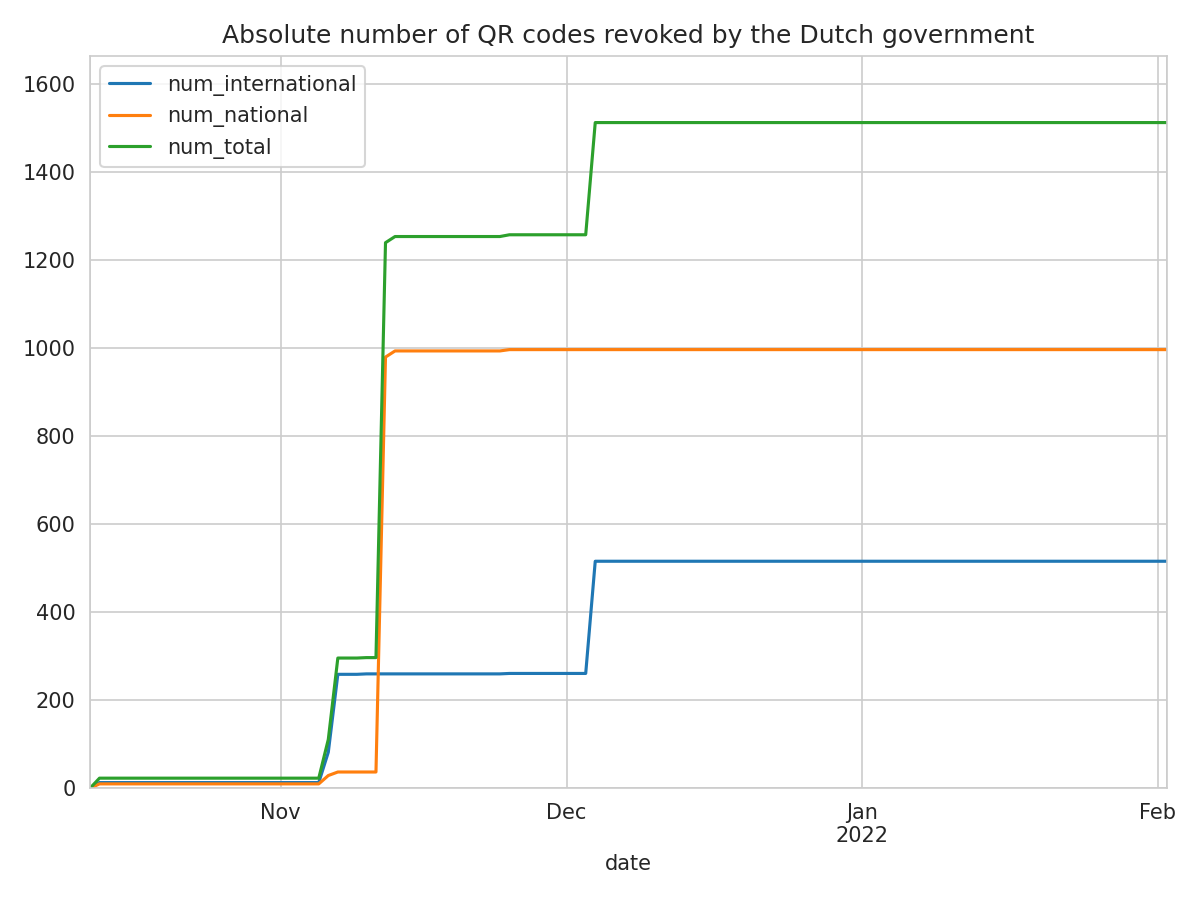 Absolute number of QR codes revoked by the Dutch government
num_international
num_national
num_total
1600
1400
1200
1000
800
600
400
200
0
Nov
Dec
Jan
2022
Feb
date